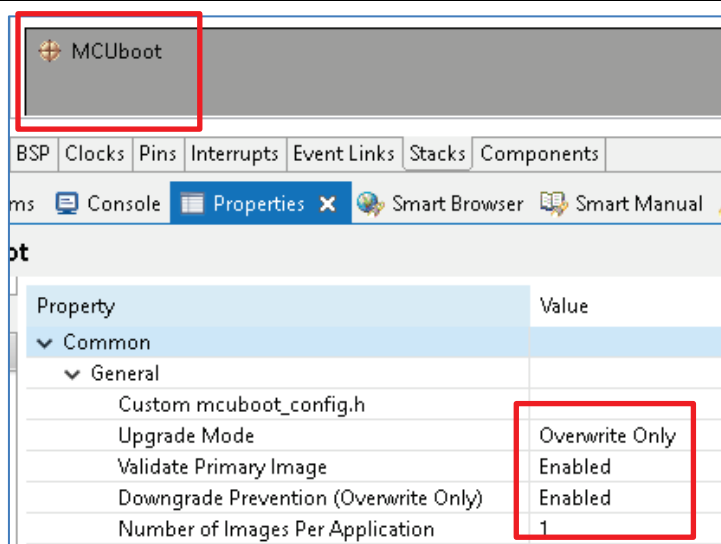 MCUboot
BSP Clocks Pins Interrupts Event Links Stacks Components
ms Console Properties Smart Browser Smart Manual
ot
Property Value
Common
General
Custom mcuboot_config.h
Upgrade Mode Overwrite Only
Validate Primary Image Enabled
Downgrade Prevention (Overwrite Only) Enabled
Number of Images Per Application 1